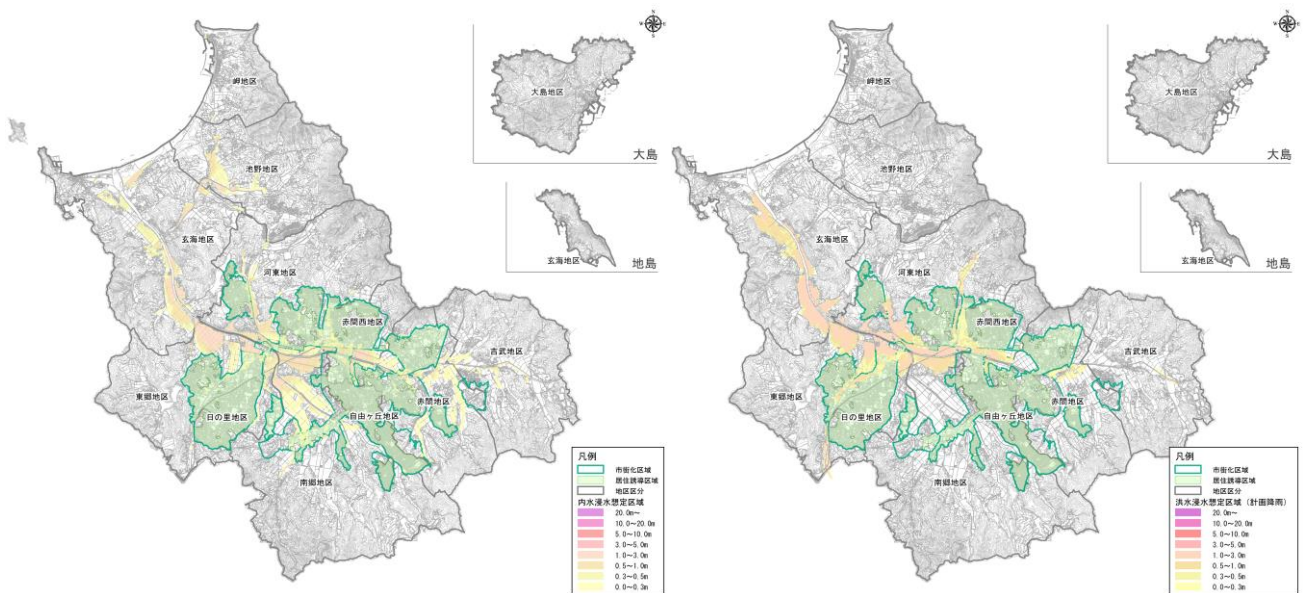 N
W
E
S
岬地区
大島地区
大島
池野地区
玄海地区
玄海地区
地島
河東地区
赤間西地区
吉武地区
東郷地区
日の里地区
自由ヶ丘地区
赤間地区
南郷地区
凡例
市街化区域
居住誘導区域
地区区分
内水浸水想定区域
20.0m～
10.0～20.0m
5.0～10.0m
3.0～5.0m
1.0～3.0m
0.5～1.0m
0.3～0.5m
0.0～0.3m
N
W
E
S
岬地区
大島地区
大島
池野地区
玄海地区
玄海地区
地島
河東地区
赤間西地区
吉武地区
東郷地区
日の里地区
自由ヶ丘地区
赤間地区
南郷地区
凡例
市街化区域
居住誘導区域
地区区分
洪水浸水想定区域（計画降雨）
20.0m～
10.0～20.0m
5.0～10.0m
3.0～5.0m
1.0～3.0m
0.5～1.0m
0.3～0.5m
0.0～0.3m